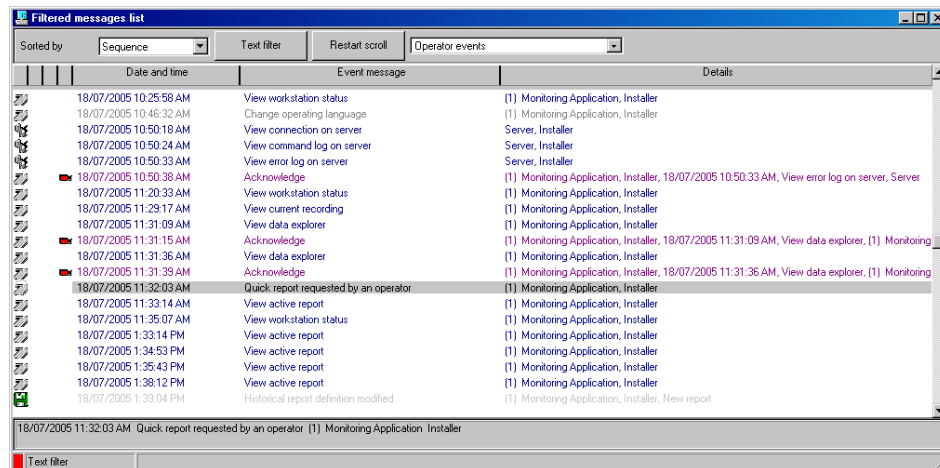 Filtered messages list
Sorted by Sequence Text filter Restart scroll Operator events
Date and time Event message Details
18/07/2005 10:25:58 AM View workstation status (1) Monitoring Application, Installer
18/07/2005 10:46:32 AM Change operating language (1) Monitoring Application, Installer
18/07/2005 10:50:18 AM View connection on server Server, Installer
18/07/2005 10:50:24 AM View command log on server Server, Installer
18/07/2005 10:50:33 AM View error log on server Server, Installer
18/07/2005 10:50:38 AM Acknowledge (1) Monitoring Application, Installer, 18/07/2005 10:50:33 AM, View error log on server, Server
18/07/2005 11:20:33 AM View workstation status (1) Monitoring Application, Installer
18/07/2005 11:29:17 AM View current recording (1) Monitoring Application, Installer
18/07/2005 11:31:09 AM View data explorer (1) Monitoring Application, Installer
18/07/2005 11:31:15 AM Acknowledge (1) Monitoring Application, Installer, 18/07/2005 11:31:09 AM, View data explorer, (1) Monitoring
18/07/2005 11:31:36 AM View data explorer (1) Monitoring Application, Installer
18/07/2005 11:31:39 AM Acknowledge (1) Monitoring Application, Installer, 18/07/2005 11:31:36 AM, View data explorer, (1) Monitoring
18/07/2005 11:32:03 AM Quick report requested by an operator (1) Monitoring Application, Installer
18/07/2005 11:33:14 AM View active report (1) Monitoring Application, Installer
18/07/2005 11:35:07 AM View workstation status (1) Monitoring Application, Installer
18/07/2005 1:33:14 PM View active report (1) Monitoring Application, Installer
18/07/2005 1:34:53 PM View active report (1) Monitoring Application, Installer
18/07/2005 1:35:43 PM View active report (1) Monitoring Application, Installer
18/07/2005 1:38:12 PM View active report (1) Monitoring Application, Installer
18/07/2005 1:39:04 PM Historical report definition modified (1) Monitoring Application, Installer, New report
18/07/2005 11:32:03 AM Quick report requested by an operator (1) Monitoring Application Installer
Text filter